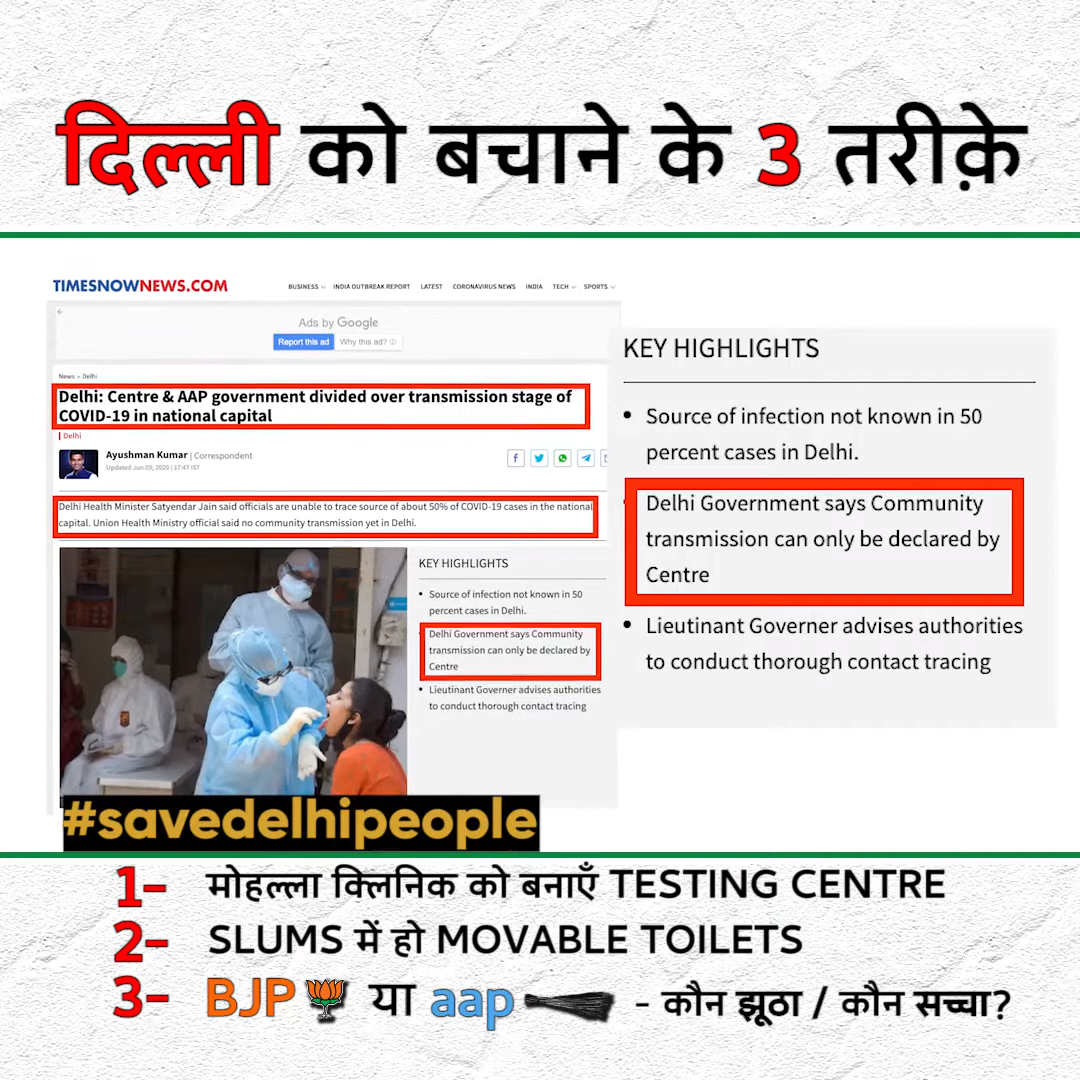 दिल्ली को बचाने के 3 तरीक़े
TIMESNOWNEWS.COM
BUSINESS INDIA OUTBREAK REPORT LATEST CORONAVIRUS NEWS INDIA TECH SPORTS
Ads by Google
Report this ad Why this ad?
News > Delhi
Delhi: Centre & AAP government divided over transmission stage of
COVID-19 in national capital
Delhi
Ayushman Kumar | Correspondent
Updated Jun 09, 2020 | 17:47 IST
Delhi Health Minister Satyendar Jain said officials are unable to trace source of about 50% of COVID-19 cases in the national
capital. Union Health Ministry official said no community transmission yet in Delhi.
KEY HIGHLIGHTS
Source of infection not known in 50
percent cases in Delhi.
Delhi Government says Community
transmission can only be declared by
Centre
Lieutinant Governer advises authorities
to conduct thorough contact tracing
KEY HIGHLIGHTS
• Source of infection not known in 50
percent cases in Delhi.
Delhi Government says Community
transmission can only be declared by
Centre
• Lieutinant Governer advises authorities
to conduct thorough contact tracing
#savedelhipeople
1- मोहल्ला क्लिनिक को बनाएँ TESTING CENTRE
2- SLUMS में हो MOVABLE TOILETS
3- BJP या aap - कौन झूठा / कौन सच्चा?